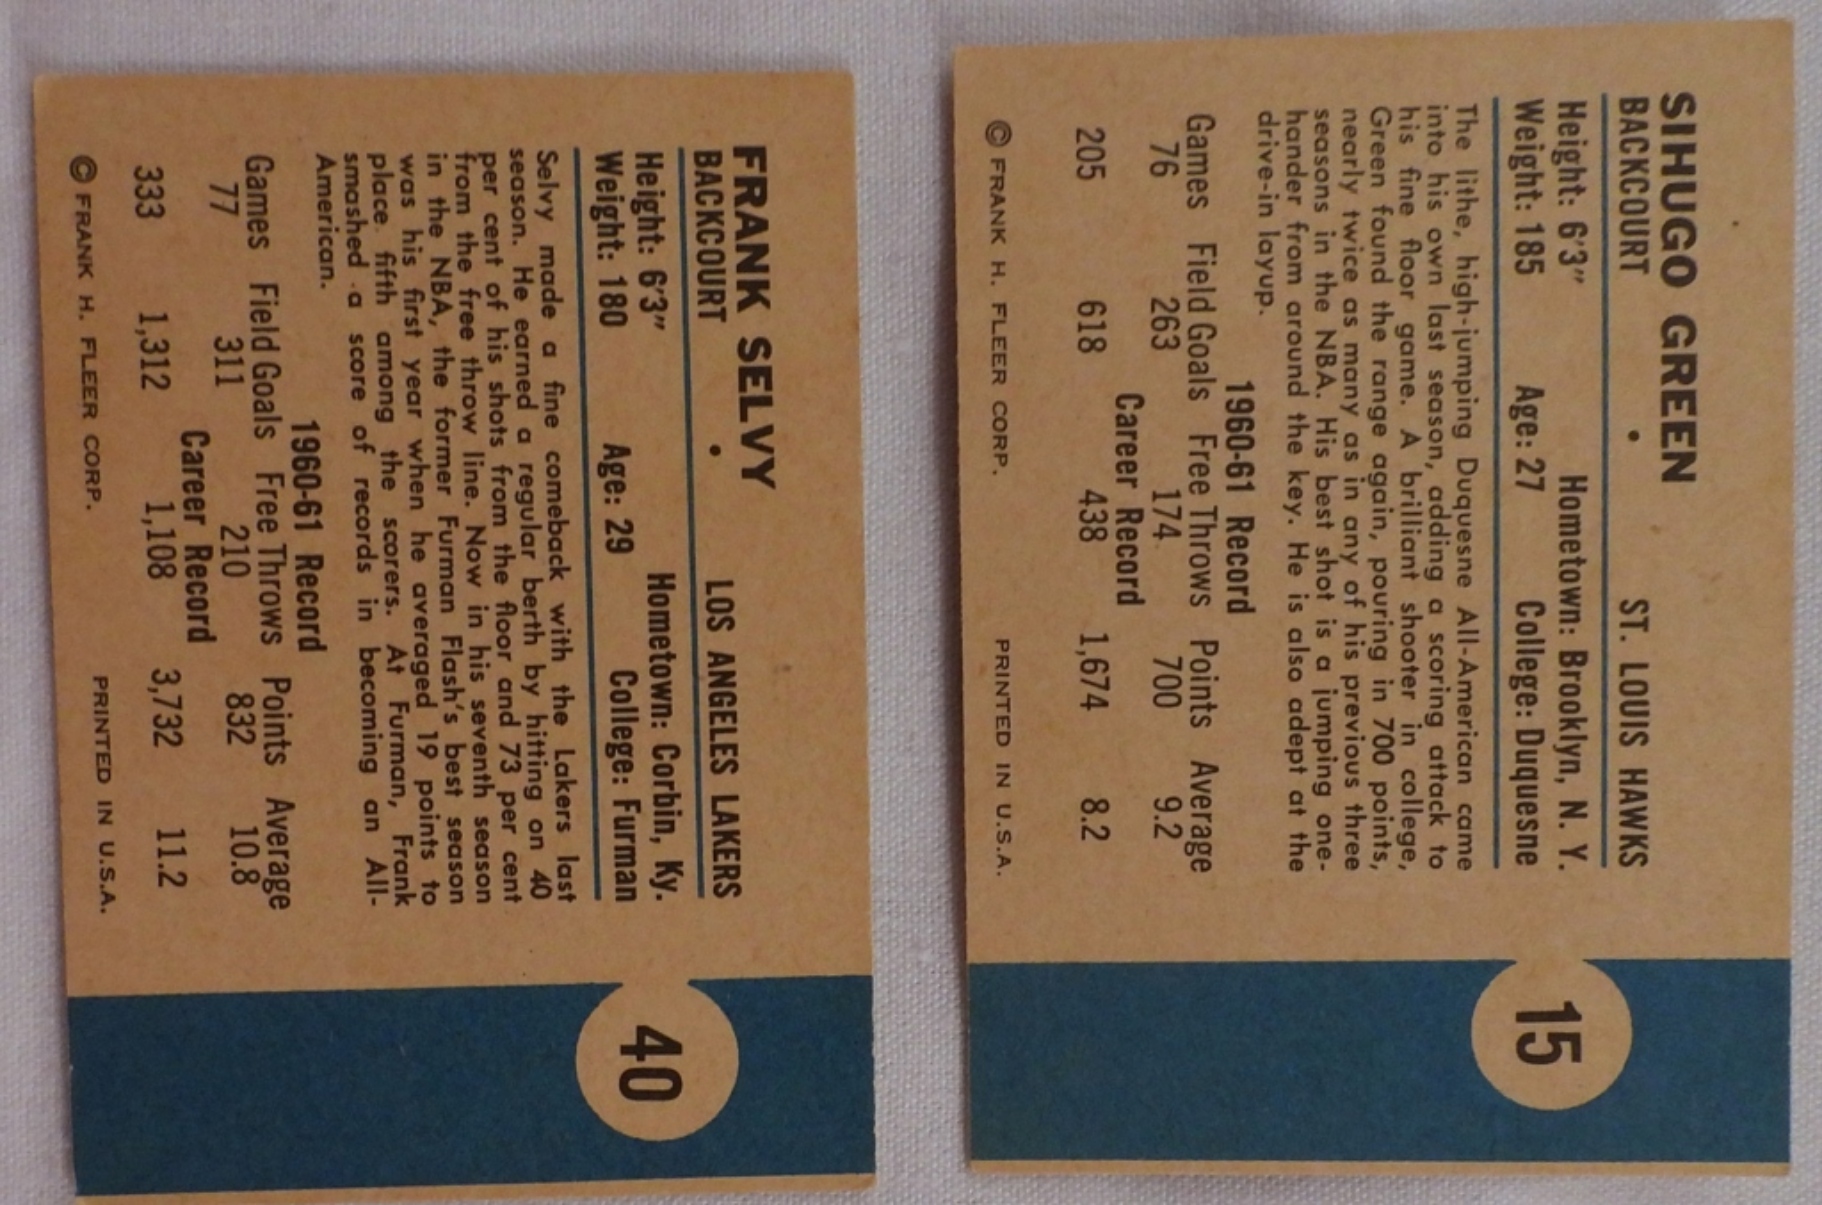 FRANK SELVY
BACKCOURT • LOS ANGELES LAKERS
Height: 6'3" Hometown: Corbin, Ky.
Weight: 180 Age: 29 College: Furman
Selvy made a fine comeback with the Lakers last
season. He earned a regular berth by hitting on 40
per cent of his shots from the floor and 73 per cent
from the free throw line. Now in his seventh season
in the NBA, the former Furman Flash's best season
was his first year when he averaged 19 points to
place fifth among the scorers. At Furman, Frank
smashed a score of records in becoming an All-
American.
1960-61 Record
Games Field Goals Free Throws Points Average
77 311 210 832 10.8
Career Record
333 1,312 1,108 3,732 11.2
© FRANK H. FLEER CORP. PRINTED IN U.S.A.
40
SIHUGO GREEN
BACKCOURT • ST. LOUIS HAWKS
Height: 6'3" Hometown: Brooklyn, N. Y.
Weight: 185 Age: 27 College: Duquesne
The lithe, high-jumping Duquesne All-American came
into his own last season, adding a scoring attack to
his fine floor game. A brilliant shooter in college,
Green found the range again, pouring in 700 points,
nearly twice as many as in any of his previous three
seasons in the NBA. His best shot is a jumping one-
hander from around the key. He is also adept at the
drive-in layup.
1960-61 Record
Games Field Goals Free Throws Points Average
76 263 174 700 9.2
Career Record
205 618 438 1,674 8.2
© FRANK H. FLEER CORP. PRINTED IN U.S.A.
15